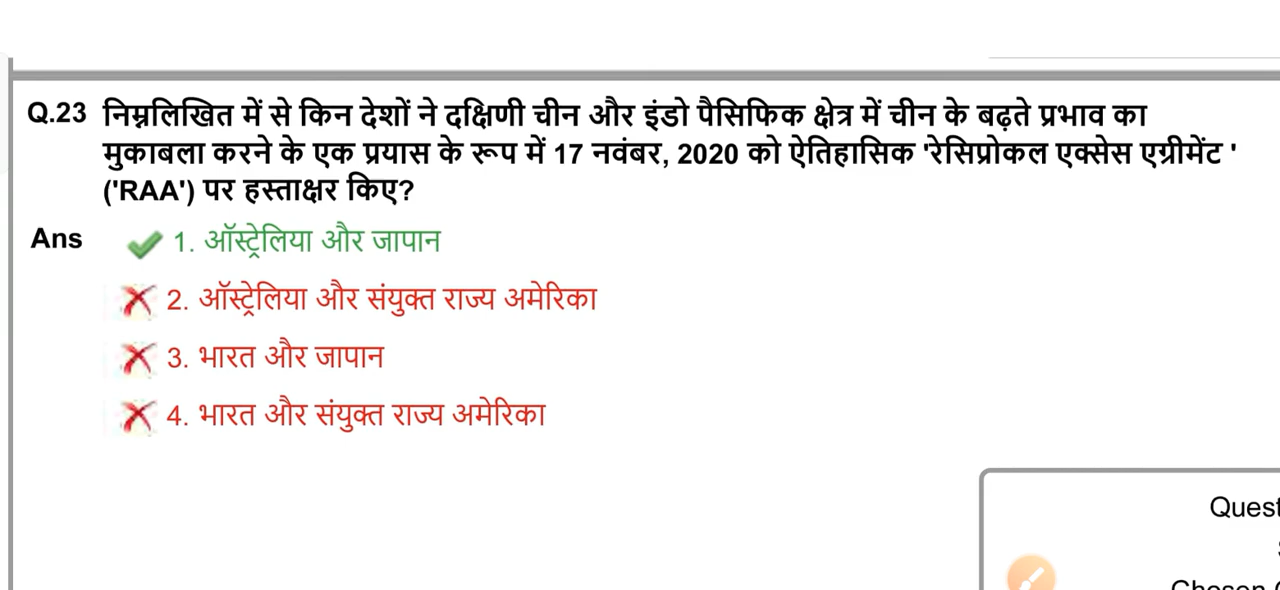 Q.23 निम्नलिखित में से किन देशों ने दक्षिणी चीन और इंडो पैसिफिक क्षेत्र में चीन के बढ़ते प्रभाव का
मुकाबला करने के एक प्रयास के रूप में 17 नवंबर, 2020 को ऐतिहासिक 'रेसिप्रोकल एक्सेस एग्रीमेंट '
('RAA') पर हस्ताक्षर किए?
Ans 1. ऑस्ट्रेलिया और जापान
2. ऑस्ट्रेलिया और संयुक्त राज्य अमेरिका
3. भारत और जापान
4. भारत और संयुक्त राज्य अमेरिका
Quest